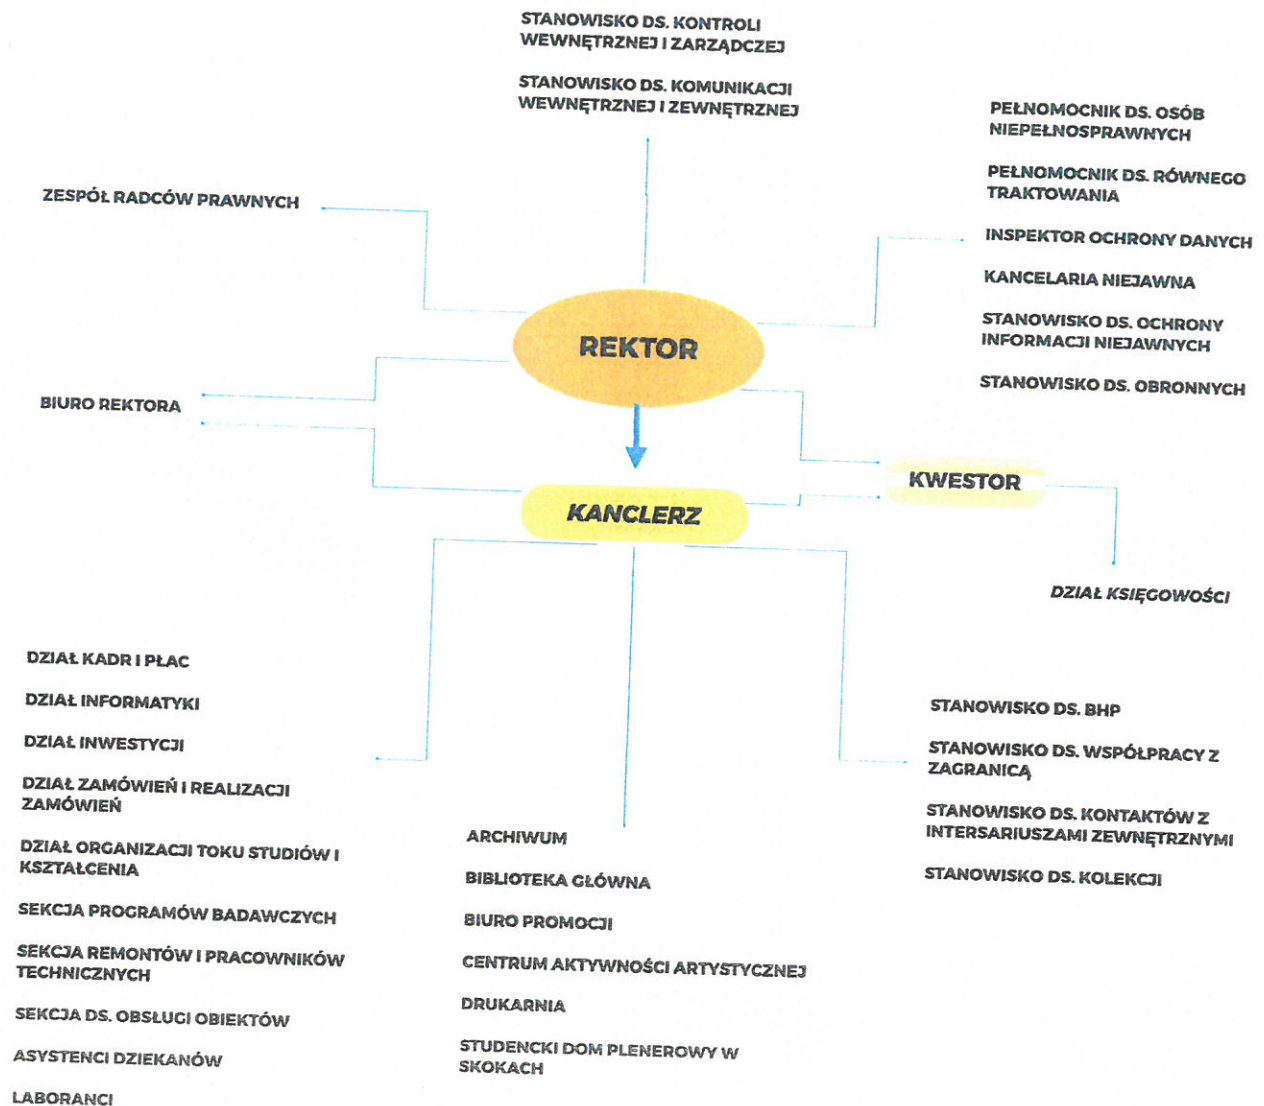 STANOWISKO DS. KONTROLI
WEWNĘTRZNEJ I ZARZĄDCZEJ
STANOWISKO DS. KOMUNIKACJI
WEWNĘTRZNEJ I ZEWNĘTRZNEJ
PEŁNOMOCNIK DS. OSÓB
NIEPEŁNOSPRAWNYCH
PEŁNOMOCNIK DS. RÓWNEGO
TRAKTOWANIA
INSPEKTOR OCHRONY DANYCH
KANCELARIA NIEJAWNA
STANOWISKO DS. OCHRONY
INFORMACJI NIEJAWNYCH
STANOWISKO DS. OBRONNYCH
ZESPÓŁ RADCÓW PRAWNYCH
REKTOR
BIURO REKTORA
KWESTOR
KANCLERZ
DZIAŁ KSIĘGOWOŚCI
DZIAŁ KADR I PŁAC
DZIAŁ INFORMATYKI
DZIAŁ INWESTYCJI
DZIAŁ ZAMÓWIEŃ I REALIZACJI
ZAMÓWIEŃ
DZIAŁ ORGANIZACJI TOKU STUDIÓW I
KSZTAŁCENIA
SEKCJA PROGRAMÓW BADAWCZYCH
SEKCJA REMONTÓW I PRACOWNIKÓW
TECHNICZNYCH
SEKCJA DS. OBSŁUGI OBIEKTÓW
ASYSTENCI DZIEKANÓW
LABORANCI
ARCHIWUM
BIBLIOTEKA GŁÓWNA
BIURO PROMOCJI
CENTRUM AKTYWNOŚCI ARTYSTYCZNEJ
DRUKARNIA
STUDENCKI DOM PLENEROWY W
SKOKACH
STANOWISKO DS. BHP
STANOWISKO DS. WSPÓŁPRACY Z
ZAGRANICĄ
STANOWISKO DS. KONTAKTÓW Z
INTERSARIUSZAMI ZEWNĘTRZNYMI
STANOWISKO DS. KOLEKCJI